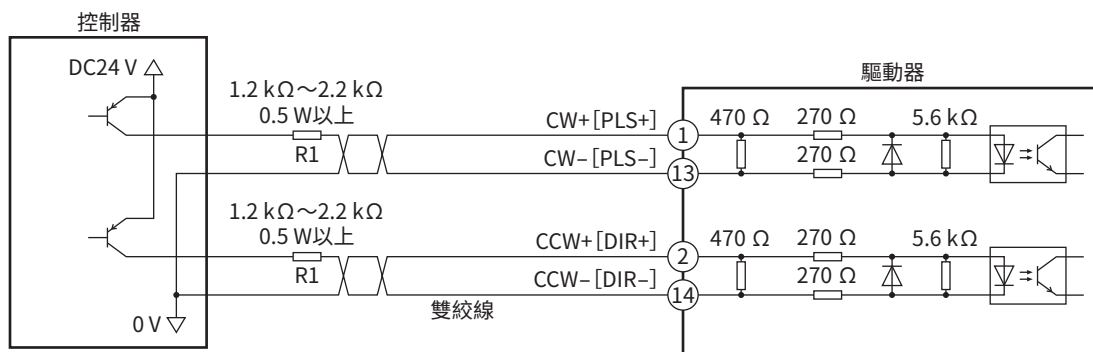 控制器
DC24 V
驅動器
1.2 kΩ～2.2 kΩ
0.5 W以上
R1
CW+［PLS+］
1
470 Ω
270 Ω
5.6 kΩ
CW–［PLS–］
13
270 Ω
1.2 kΩ～2.2 kΩ
0.5 W以上
R1
CCW+［DIR+］
2
470 Ω
270 Ω
5.6 kΩ
CCW–［DIR–］
14
270 Ω
雙絞線
0 V